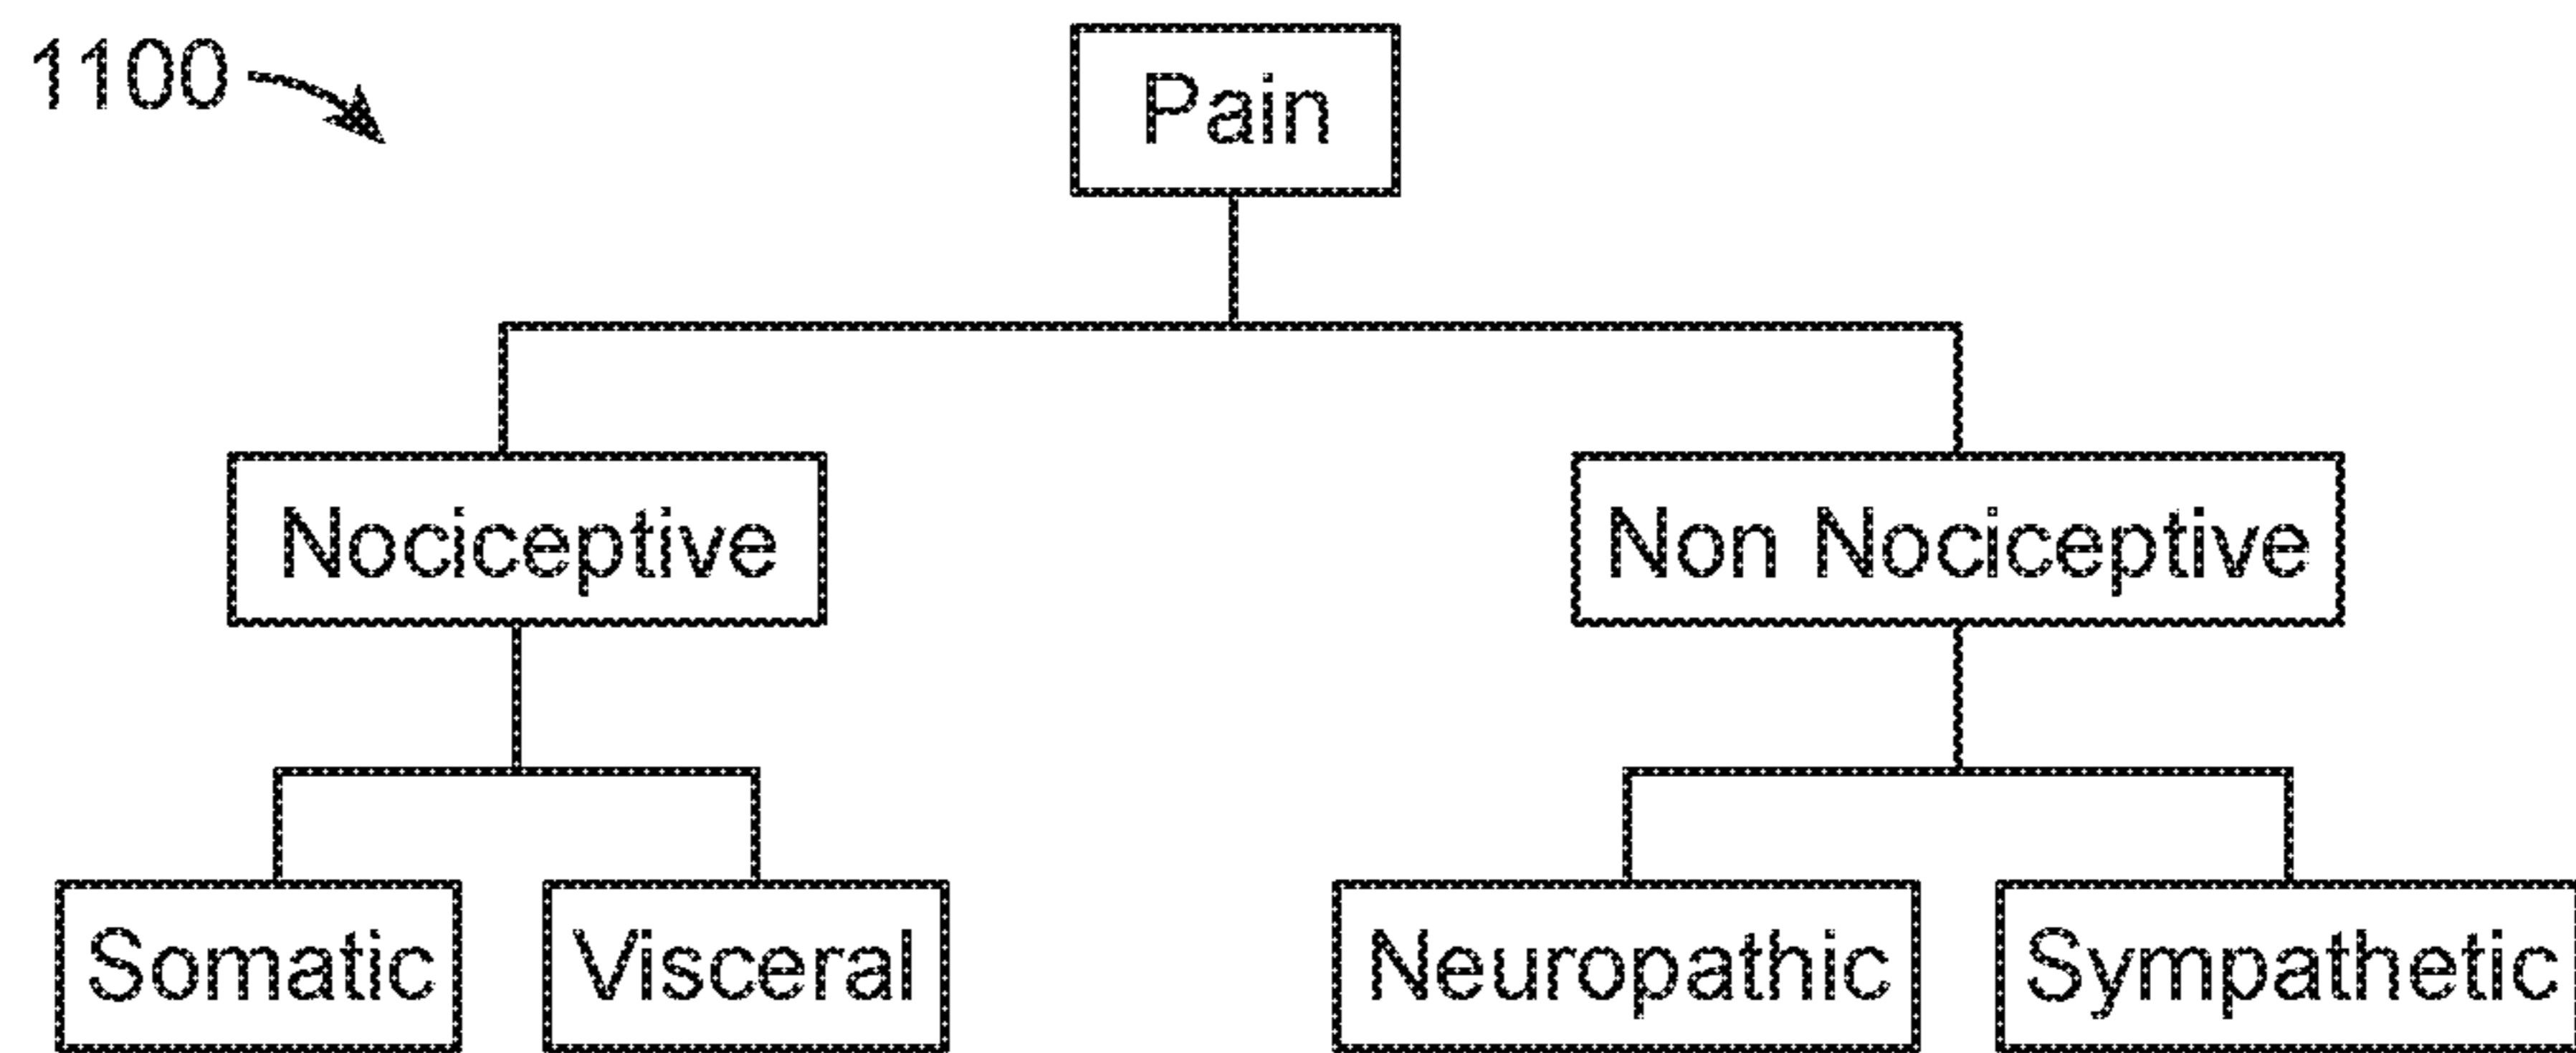 1100
Pain
Nociceptive
Non Nociceptive
Somatic
Visceral
Neuropathic
Sympathetic